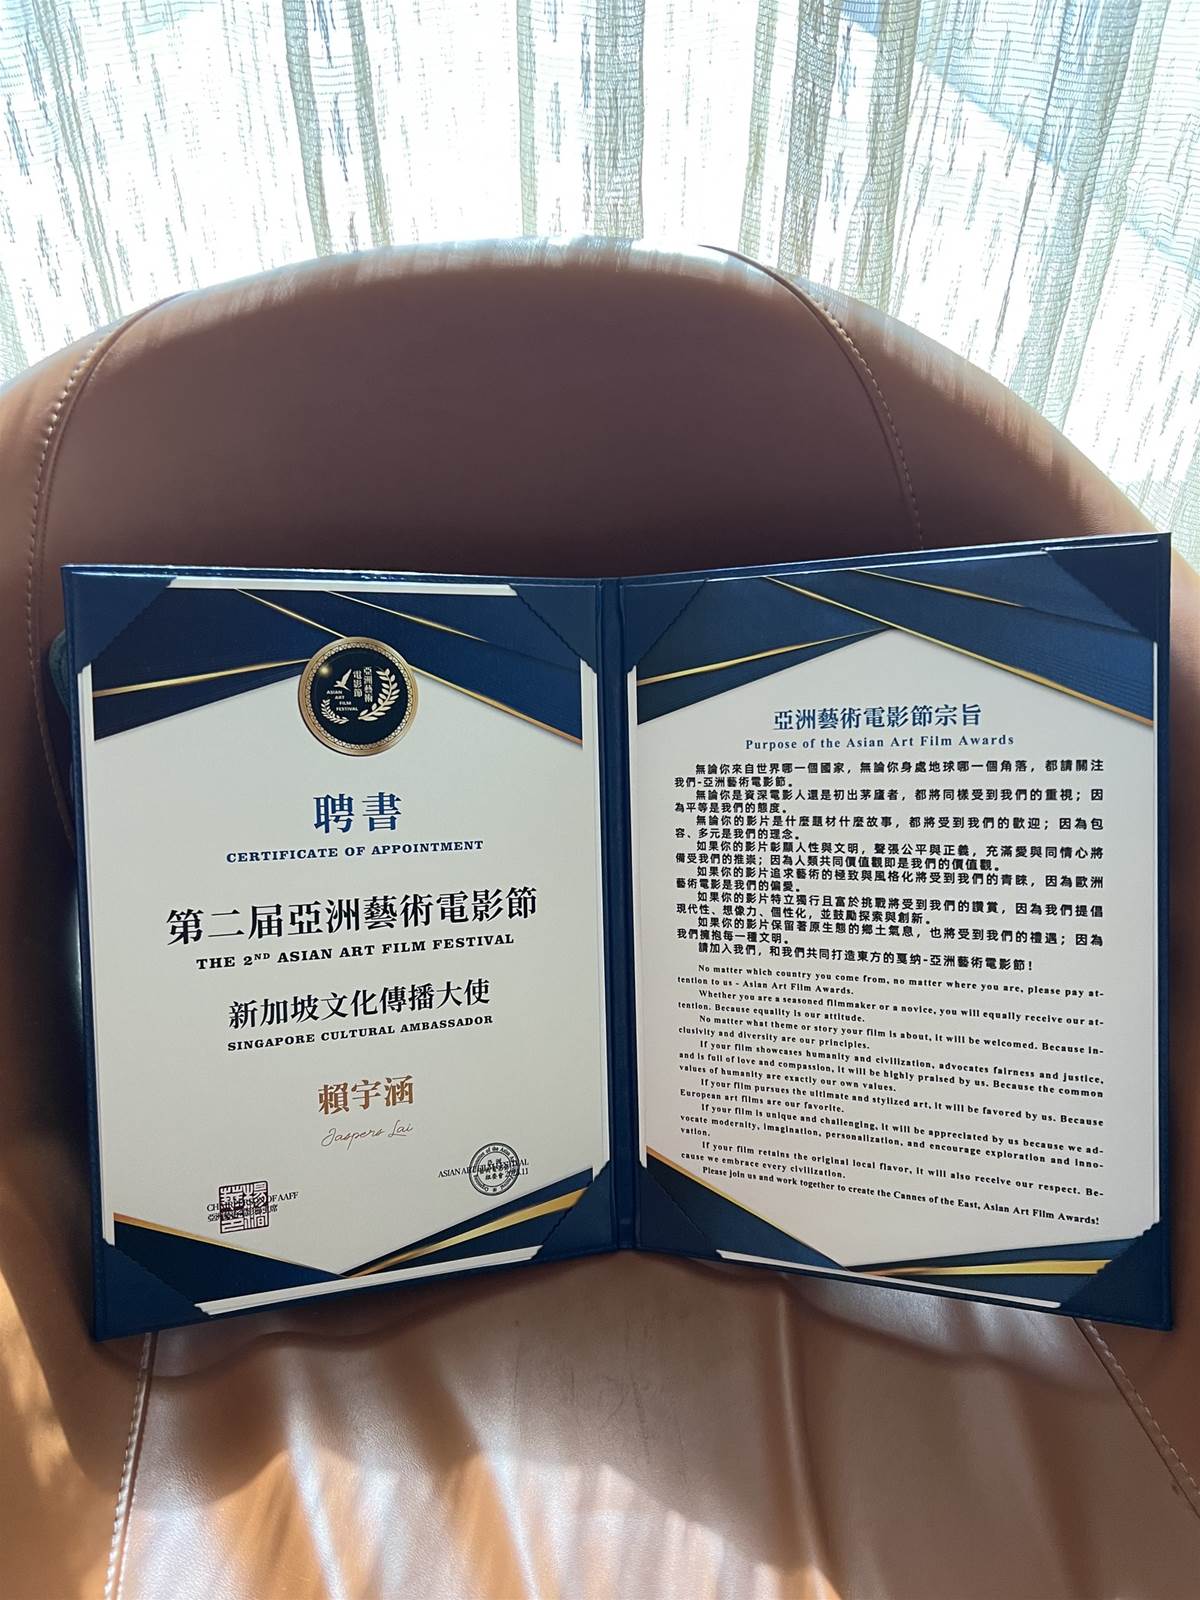 亞洲藝術
電影節
ASIAN
ART
FILM
FESTIVAL
聘書
CERTIFICATE OF APPOINTMENT
第二届亞洲藝術電影節
THE 2ND ASIAN ART FILM FESTIVAL
新加坡文化傳播大使
SINGAPORE CULTURAL AMBASSADOR
賴宇涵
Jaspers Lai
亞洲藝術電影節宗旨
Purpose of the Asian Art Film Awards
無論你來自世界哪一個國家，無論你身處地球哪一個角落，都請關注
我們-亞洲藝術電影節。
無論你是資深電影人還是初出茅廬者，都將同樣受到我們的重視；因
為平等是我們的態度。
無論你的影片是什麼題材什麼故事，都將受到我們的歡迎；因為包
容、多元是我們的理念。
如果你的影片彰顯人性與文明，聲張公平與正義，充滿愛與同情心將
備受我們的推崇；因為人類共同價值觀即是我們的價值觀。
如果你的影片追求藝術的極致與風格化將受到我們的青睞，因為歐洲
藝術電影是我們的偏愛。
如果你的影片特立獨行且富於挑戰將受到我們的讚賞，因為我們提倡
現代性、想像力、個性化，並鼓勵探索與創新。
如果你的影片保留著原生態的鄉土氣息，也將受到我們的禮遇；因為
我們擁抱每一種文明。
請加入我們，和我們共同打造東方的戛纳-亞洲藝術電影節！
No matter which country you come from, no matter where you are, please pay at-
tention to us - Asian Art Film Awards.
Whether you are a seasoned filmmaker or a novice, you will equally receive our at-
tention. Because equality is our attitude.
No matter what theme or story your film is about, it will be welcomed. Because in-
clusivity and diversity are our principles.
If your film showcases humanity and civilization, advocates fairness and justice,
and is full of love and compassion, it will be highly praised by us. Because the common
values of humanity are exactly our own values.
If your film pursues the ultimate and stylized art, it will be favored by us. Because
European art films are our favorite.
If your film is unique and challenging, it will be appreciated by us because we ad-
vocate modernity, imagination, personalization, and encourage exploration and inno-
vation.
If your film retains the original local flavor, it will also receive our respect. Be-
cause we embrace every civilization.
Please join us and work together to create the Cannes of the East, Asian Art Film Awards!